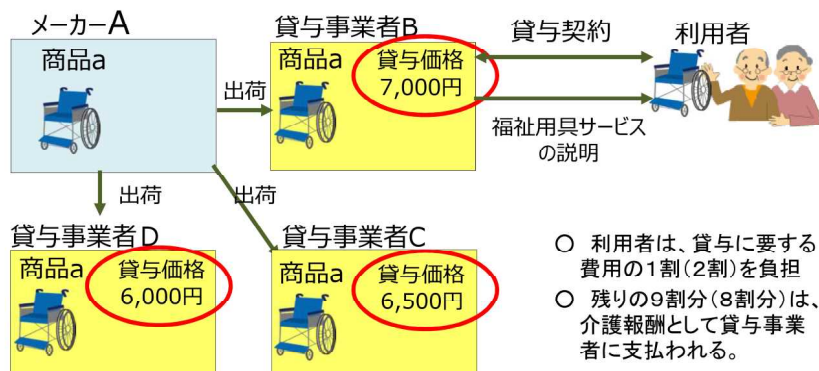 メーカーA
商品a
出荷
貸与事業者B
商品a
貸与価格
7,000円
貸与契約
利用者
福祉用具サービス
の説明
出荷
出荷
貸与事業者D
商品a
貸与価格
6,000円
貸与事業者C
商品a
貸与価格
6,500円
○ 利用者は、貸与に要する
費用の1割(2割)を負担
○ 残りの9割分(8割分)は、
介護報酬として貸与事業
者に支払われる。